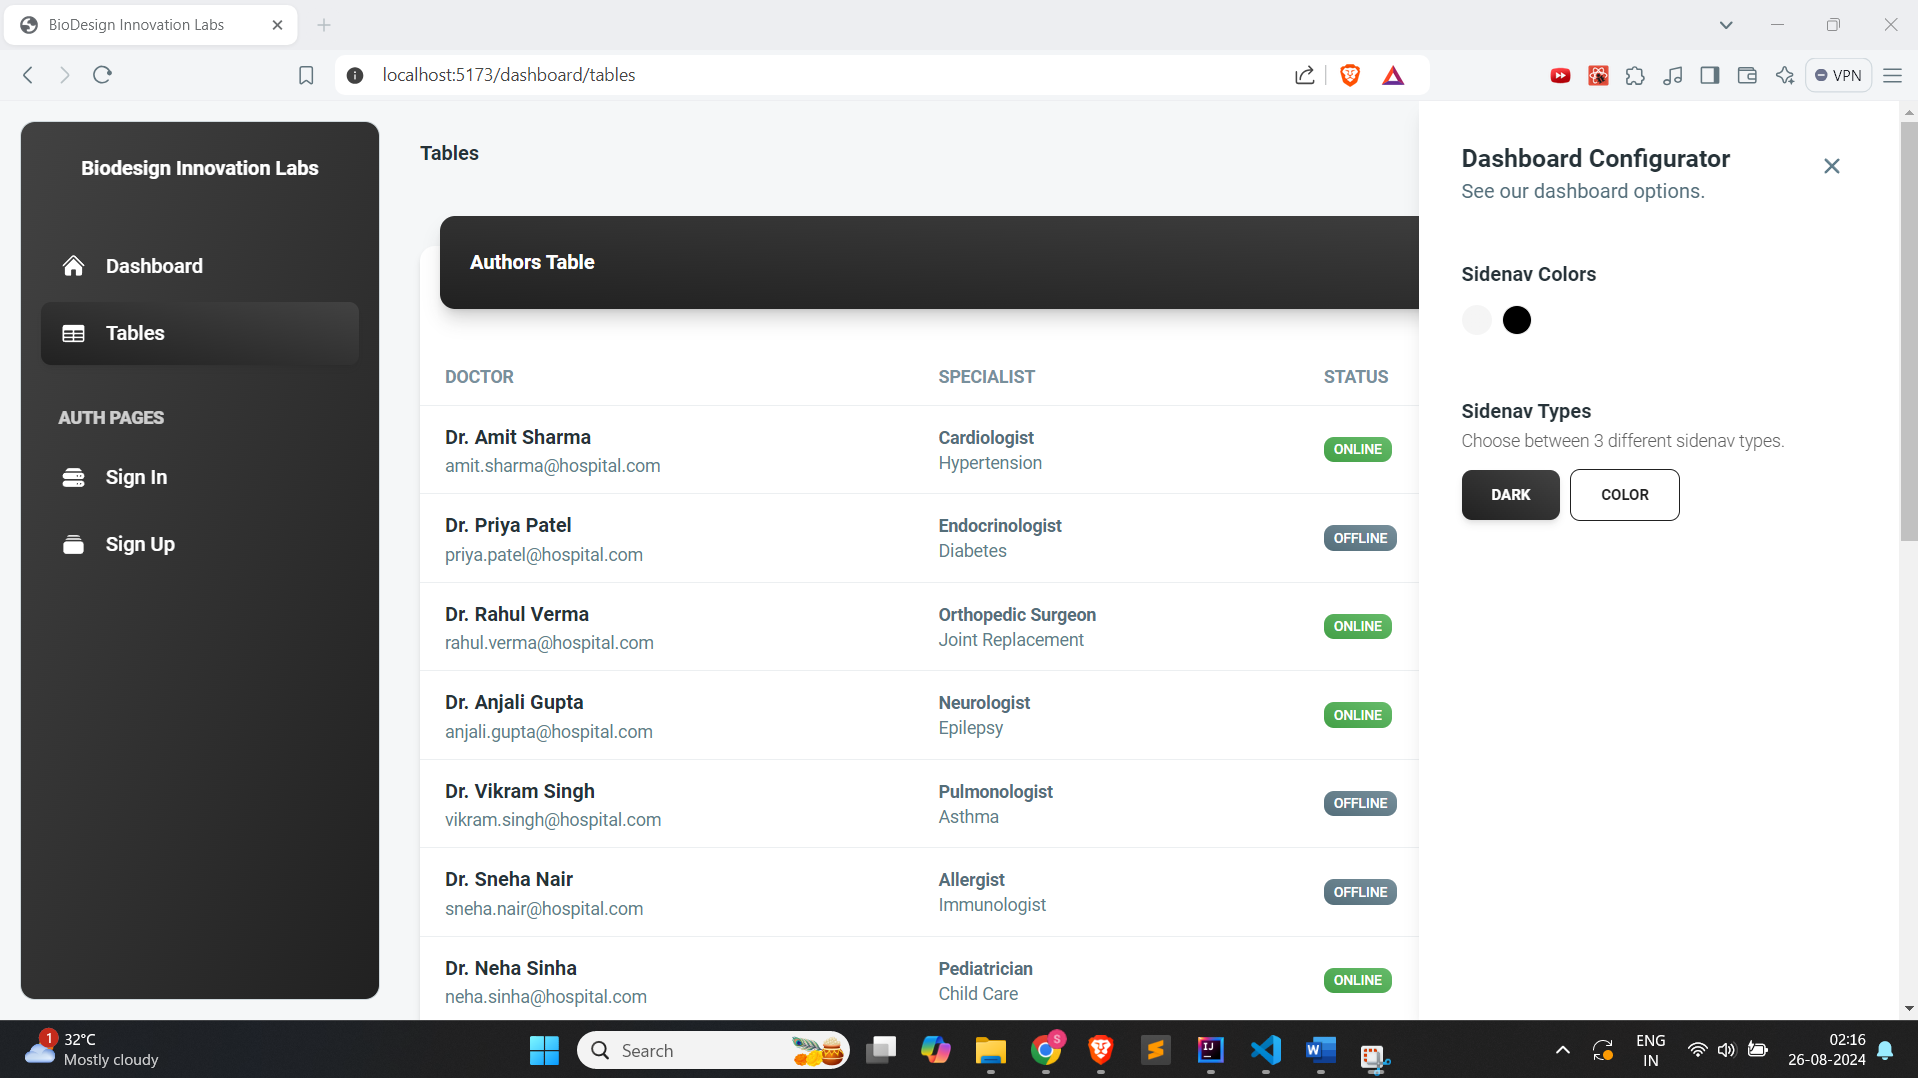 BioDesign Innovation Labs
localhost:5173/dashboard/tables
VPN
Biodesign Innovation Labs
Dashboard
Tables
AUTH PAGES
Sign In
Sign Up
Tables
Authors Table
DOCTOR SPECIALIST STATUS
Dr. Amit Sharma Cardiologist ONLINE
amit.sharma@hospital.com Hypertension
Dr. Priya Patel Endocrinologist OFFLINE
priya.patel@hospital.com Diabetes
Dr. Rahul Verma Orthopedic Surgeon ONLINE
rahul.verma@hospital.com Joint Replacement
Dr. Anjali Gupta Neurologist ONLINE
anjali.gupta@hospital.com Epilepsy
Dr. Vikram Singh Pulmonologist OFFLINE
vikram.singh@hospital.com Asthma
Dr. Sneha Nair Allergist OFFLINE
sneha.nair@hospital.com Immunologist
Dr. Neha Sinha Pediatrician ONLINE
neha.sinha@hospital.com Child Care
Dashboard Configurator
See our dashboard options.
Sidenav Colors
Sidenav Types
Choose between 3 different sidenav types.
DARK COLOR
1
32°C
Mostly cloudy
Search
S
IJ
W
ENG
IN
02:16
26-08-2024